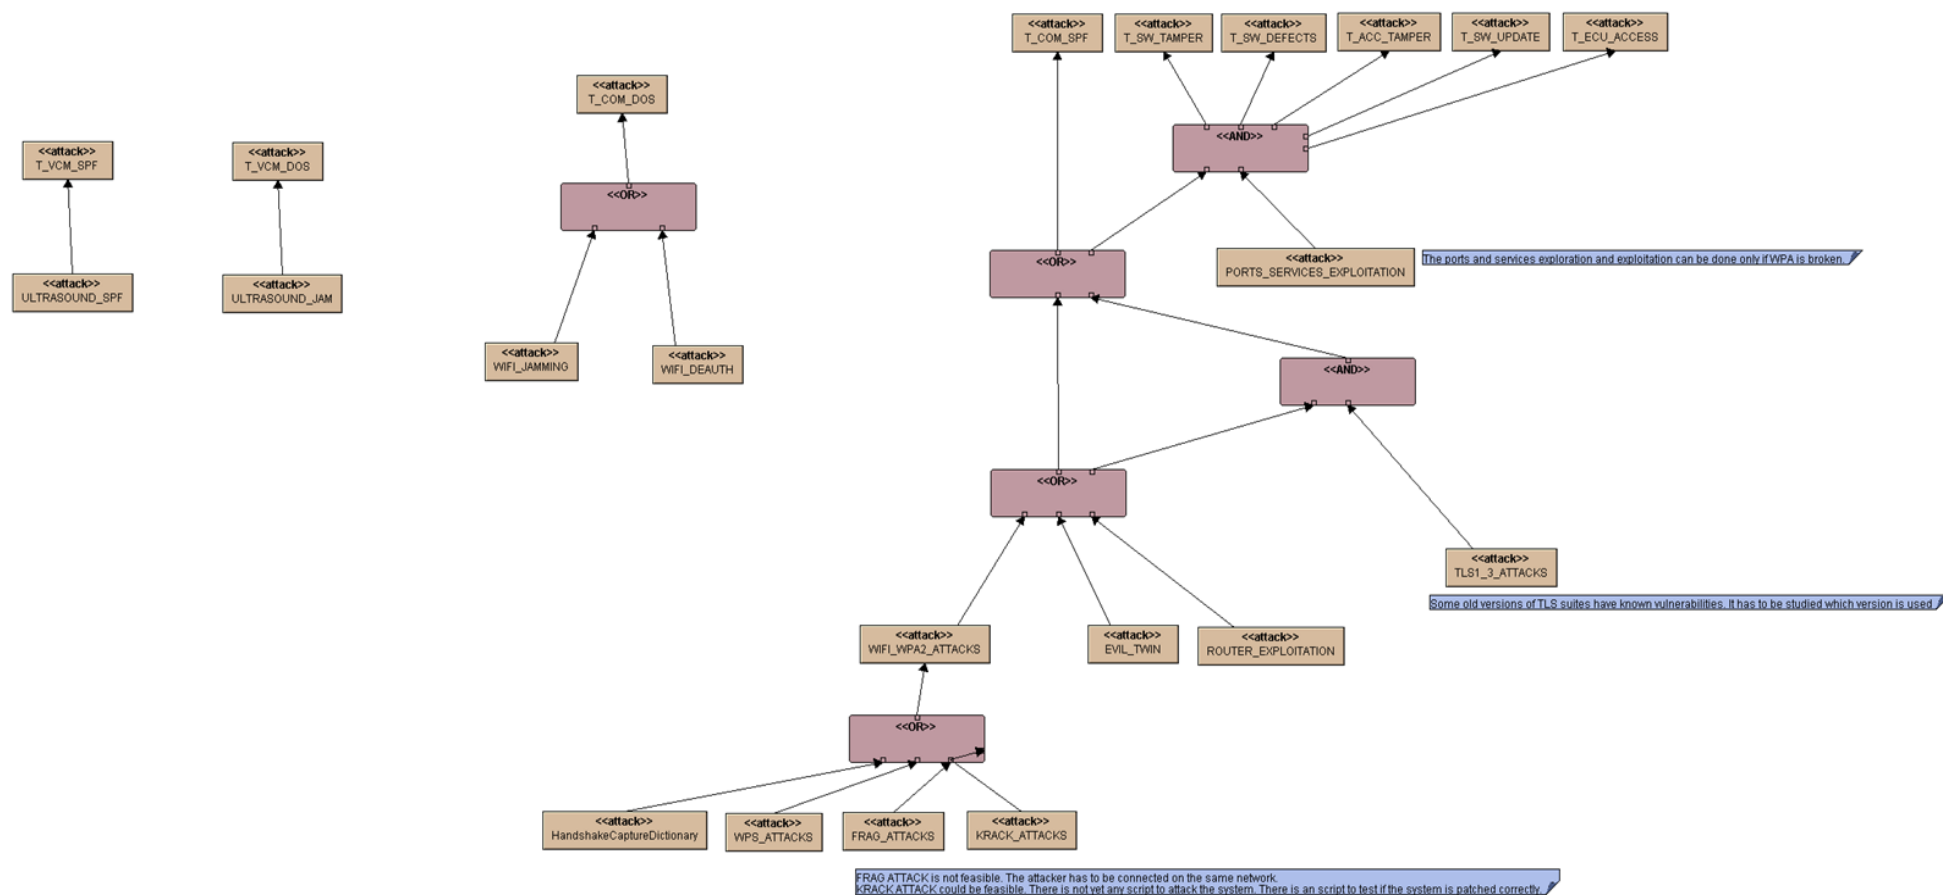 <<attack>>
T_COM_SPF
<<attack>>
T_SW_TAMPER
<<attack>>
T_SW_DEFECTS
<<attack>>
T_ACC_TAMPER
<<attack>>
T_SW_UPDATE
<<attack>>
T_ECU_ACCESS
<<attack>>
T_COM_DOS
<<AND>>
<<attack>>
T_VCM_SPF
<<attack>>
T_VCM_DOS
<<OR>>
<<OR>>
<<attack>>
PORTS_SERVICES_EXPLOITATION
The ports and services exploration and exploitation can be done only if WPA is broken.
<<attack>>
ULTRASOUND_SPF
<<attack>>
ULTRASOUND_JAM
<<attack>>
WIFI_JAMMING
<<attack>>
WIFI_DEAUTH
<<AND>>
<<OR>>
<<attack>>
TLS1_3_ATTACKS
Some old versions of TLS suites have known vulnerabilities. It has to be studied which version is used
<<attack>>
WIFI_WPA2_ATTACKS
<<attack>>
EVIL_TWIN
<<attack>>
ROUTER_EXPLOITATION
<<OR>>
<<attack>>
HandshakeCaptureDictionary
<<attack>>
WPS_ATTACKS
<<attack>>
FRAG_ATTACKS
<<attack>>
KRACK_ATTACKS
FRAG ATTACK is not feasible. The attacker has to be connected on the same network.
KRACK ATTACK could be feasible. There is not yet any script to attack the system. There is an script to test if the system is patched correctly.